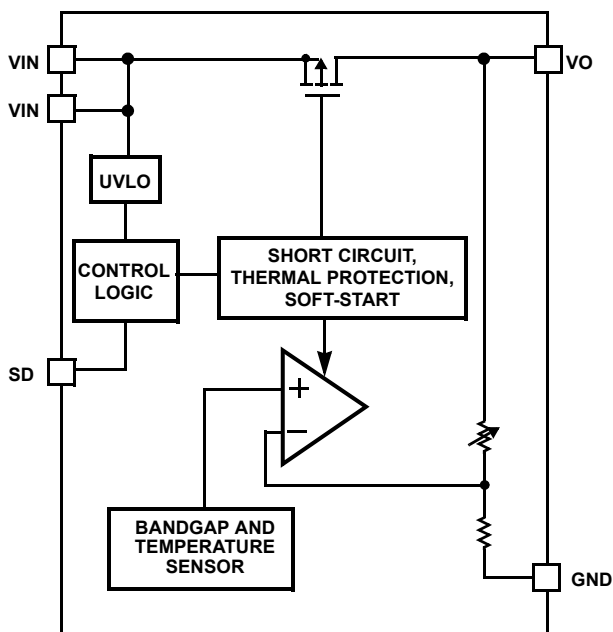 VIN
VO
VIN
UVLO
CONTROL
LOGIC
SHORT CIRCUIT,
THERMAL PROTECTION,
SOFT-START
SD
+
−
BANDGAP AND
TEMPERATURE
SENSOR
GND